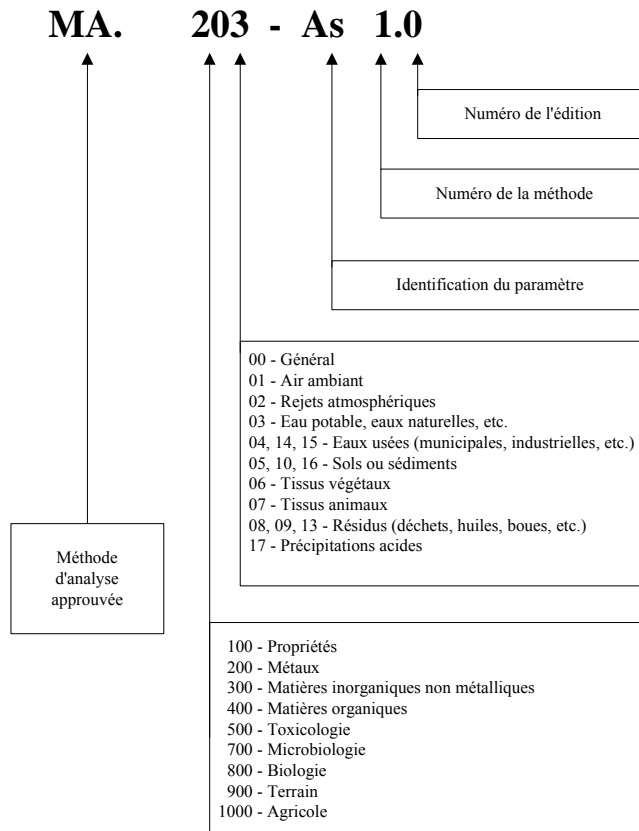 MA. 203 - As 1.0
Numéro de l'édition
Numéro de la méthode
Identification du paramètre
00 - Général
01 - Air ambiant
02 - Rejets atmosphériques
03 - Eau potable, eaux naturelles, etc.
04, 14, 15 - Eaux usées (municipales, industrielles, etc.)
05, 10, 16 - Sols ou sédiments
06 - Tissus végétaux
07 - Tissus animaux
08, 09, 13 - Résidus (déchets, huiles, boues, etc.)
17 - Précipitations acides
Méthode
d'analyse
approuvée
100 - Propriétés
200 - Métaux
300 - Matières inorganiques non métalliques
400 - Matières organiques
500 - Toxicologie
700 - Microbiologie
800 - Biologie
900 - Terrain
1000 - Agricole